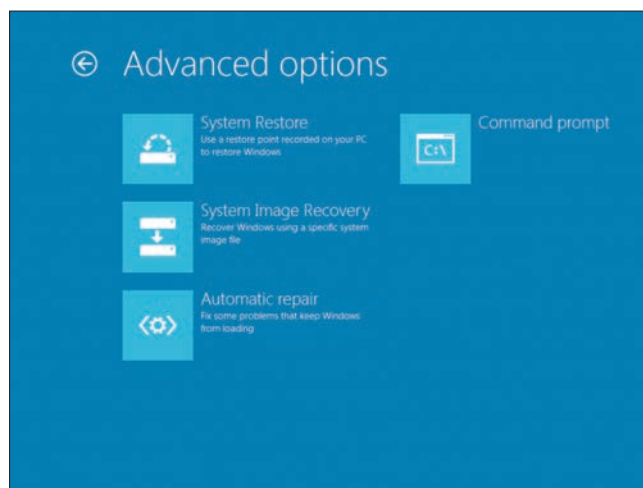 Advanced options
System Restore
Use a restore point recorded on your PC
to restore Windows
System Image Recovery
Recover Windows using a specific system
image file
Automatic repair
Fix some problems that keep Windows
from loading
Command prompt
C:\